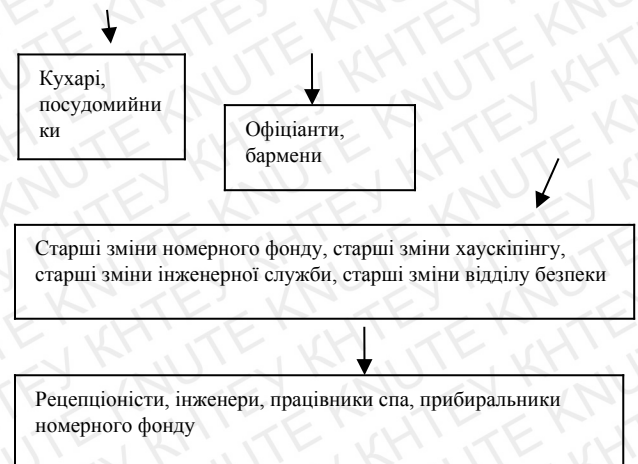 Кухарі,
посудомийни
ки
Офіціанти,
бармени
Старші зміни номерного фонду, старші зміни хаускіпінгу,
старші зміни інженерної служби, старші зміни відділу безпеки
Рецепціоністи, інженери, працівники спа, прибиральники
номерного фонду